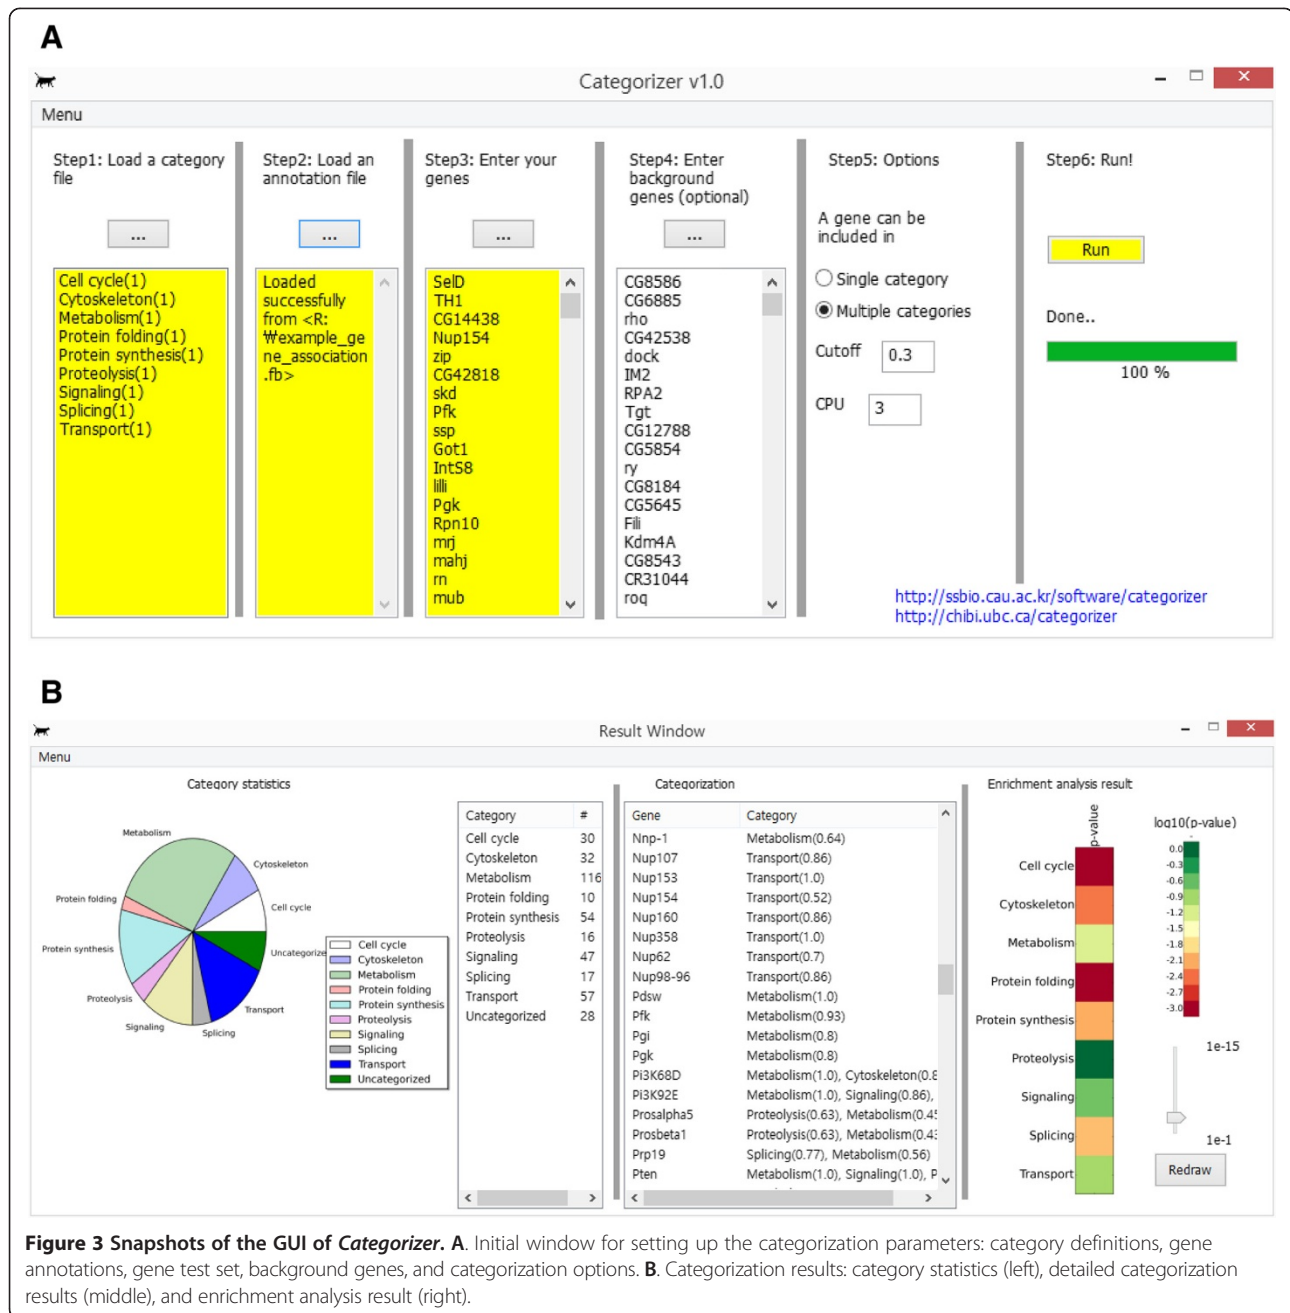 A
Categorizer v1.0
Menu
Step1: Load a category
file
...
Cell cycle(1)
Cytoskeleton(1)
Metabolism(1)
Protein folding(1)
Protein synthesis(1)
Proteolysis(1)
Signaling(1)
Splicing(1)
Transport(1)
Step2: Load an
annotation file
...
Loaded
successfully
from <R:
₩example_ge
ne_association
.fb>
Step3: Enter your
genes
...
SelD
TH1
CG14438
Nup154
zip
CG42818
skd
Pfk
ssp
Got1
IntS8
lilli
Pgk
Rpn10
mrj
mahj
rn
mub
Step4: Enter
background
genes (optional)
...
CG8586
CG6885
rho
CG42538
dock
IM2
RPA2
Tgt
CG12788
CG5854
ry
CG8184
CG5645
Fili
Kdm4A
CG8543
CR31044
roq
Step5: Options
A gene can be
included in
Single category
Multiple categories
Cutoff 0.3
CPU 3
Step6: Run!
Run
Done..
100 %
http://ssbio.cau.ac.kr/software/categorizer
http://chibi.ubc.ca/categorizer
B
Result Window
Menu
Category statistics
Metabolism
Cytoskeleton
Protein folding
Cell cycle
Protein synthesis
Uncategorize
Proteolysis
Transport
Signaling
Splicing
Cell cycle
Cytoskeleton
Metabolism
Protein folding
Protein synthesis
Proteolysis
Signaling
Splicing
Transport
Uncategorized
Category #
Cell cycle 30
Cytoskeleton 32
Metabolism 116
Protein folding 10
Protein synthesis 54
Proteolysis 16
Signaling 47
Splicing 17
Transport 57
Uncategorized 28
Categorization
Gene Category
Nnp-1 Metabolism(0.64)
Nup107 Transport(0.86)
Nup153 Transport(1.0)
Nup154 Transport(0.52)
Nup160 Transport(0.86)
Nup358 Transport(1.0)
Nup62 Transport(0.7)
Nup98-96 Transport(0.86)
Pdsw Metabolism(1.0)
Pfk Metabolism(0.93)
Pgi Metabolism(0.8)
Pgk Metabolism(0.8)
Pi3K68D Metabolism(1.0), Cytoskeleton(0.8
Pi3K92E Metabolism(1.0), Signaling(0.86),
Prosalpha5 Proteolysis(0.63), Metabolism(0.45
Prosbeta1 Proteolysis(0.63), Metabolism(0.43
Prp19 Splicing(0.77), Metabolism(0.56)
Pten Metabolism(1.0), Signaling(1.0), P
Enrichment analysis result
p-value
Cell cycle
Cytoskeleton
Metabolism
Protein folding
Protein synthesis
Proteolysis
Signaling
Splicing
Transport
log10(p-value)
0.0
-0.3
-0.6
-0.9
-1.2
-1.5
-1.8
-2.1
-2.4
-2.7
-3.0
1e-15
1e-1
Redraw
Figure 3 Snapshots of the GUI of Categorizer. A. Initial window for setting up the categorization parameters: category definitions, gene
annotations, gene test set, background genes, and categorization options. B. Categorization results: category statistics (left), detailed categorization
results (middle), and enrichment analysis result (right).